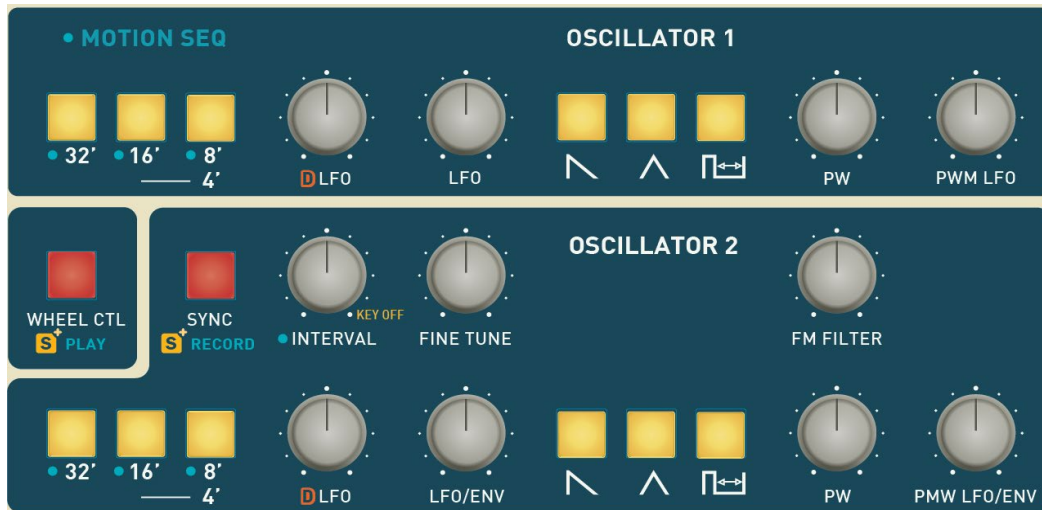 • MOTION SEQ OSCILLATOR 1
• 32’ • 16’ • 8’
4’
D LFO LFO PW PWM LFO
OSCILLATOR 2
KEY OFF
WHEEL CTL SYNC • INTERVAL FINE TUNE FM FILTER
S+ PLAY S+ RECORD
• 32’ • 16’ • 8’
4’
D LFO LFO/ENV PW PMW LFO/ENV